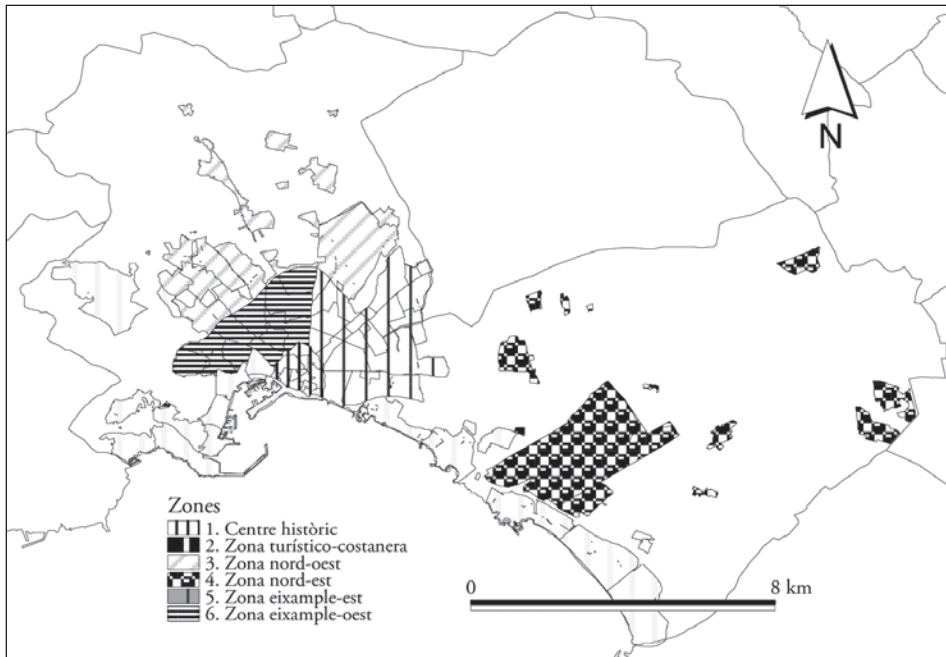 N
Zones
1. Centre històric
2. Zona turístico-costanera
3. Zona nord-oest
4. Zona nord-est
5. Zona eixample-est
6. Zona eixample-oest
0 8 km